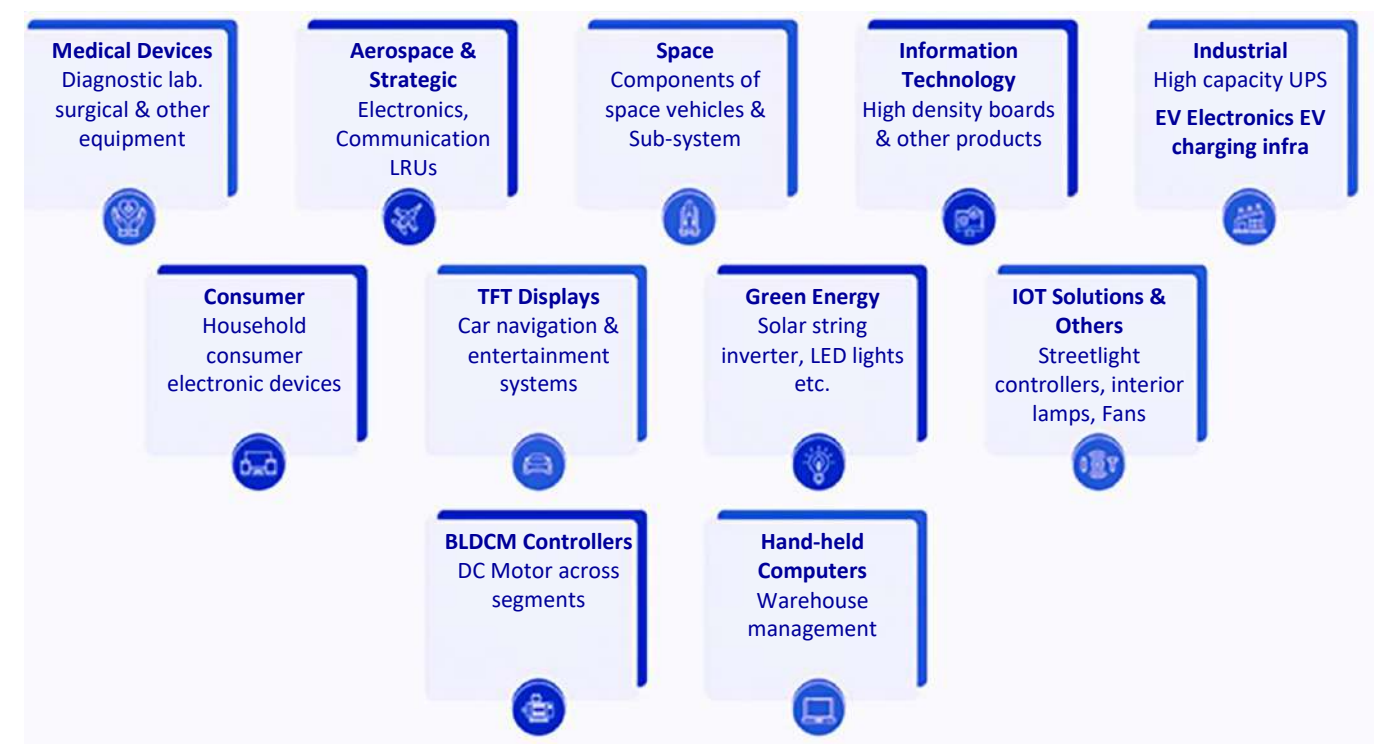 Medical Devices
Diagnostic lab.
surgical & other
equipment
Aerospace &
Strategic
Electronics,
Communication
LRUs
Space
Components of
space vehicles &
Sub-system
Information
Technology
High density boards
& other products
Industrial
High capacity UPS
EV Electronics EV
charging infra
Consumer
Household
consumer
electronic devices
TFT Displays
Car navigation &
entertainment
systems
Green Energy
Solar string
inverter, LED lights
etc.
IOT Solutions &
Others
Streetlight
controllers, interior
lamps, Fans
BLDCM Controllers
DC Motor across
segments
Hand-held
Computers
Warehouse
management